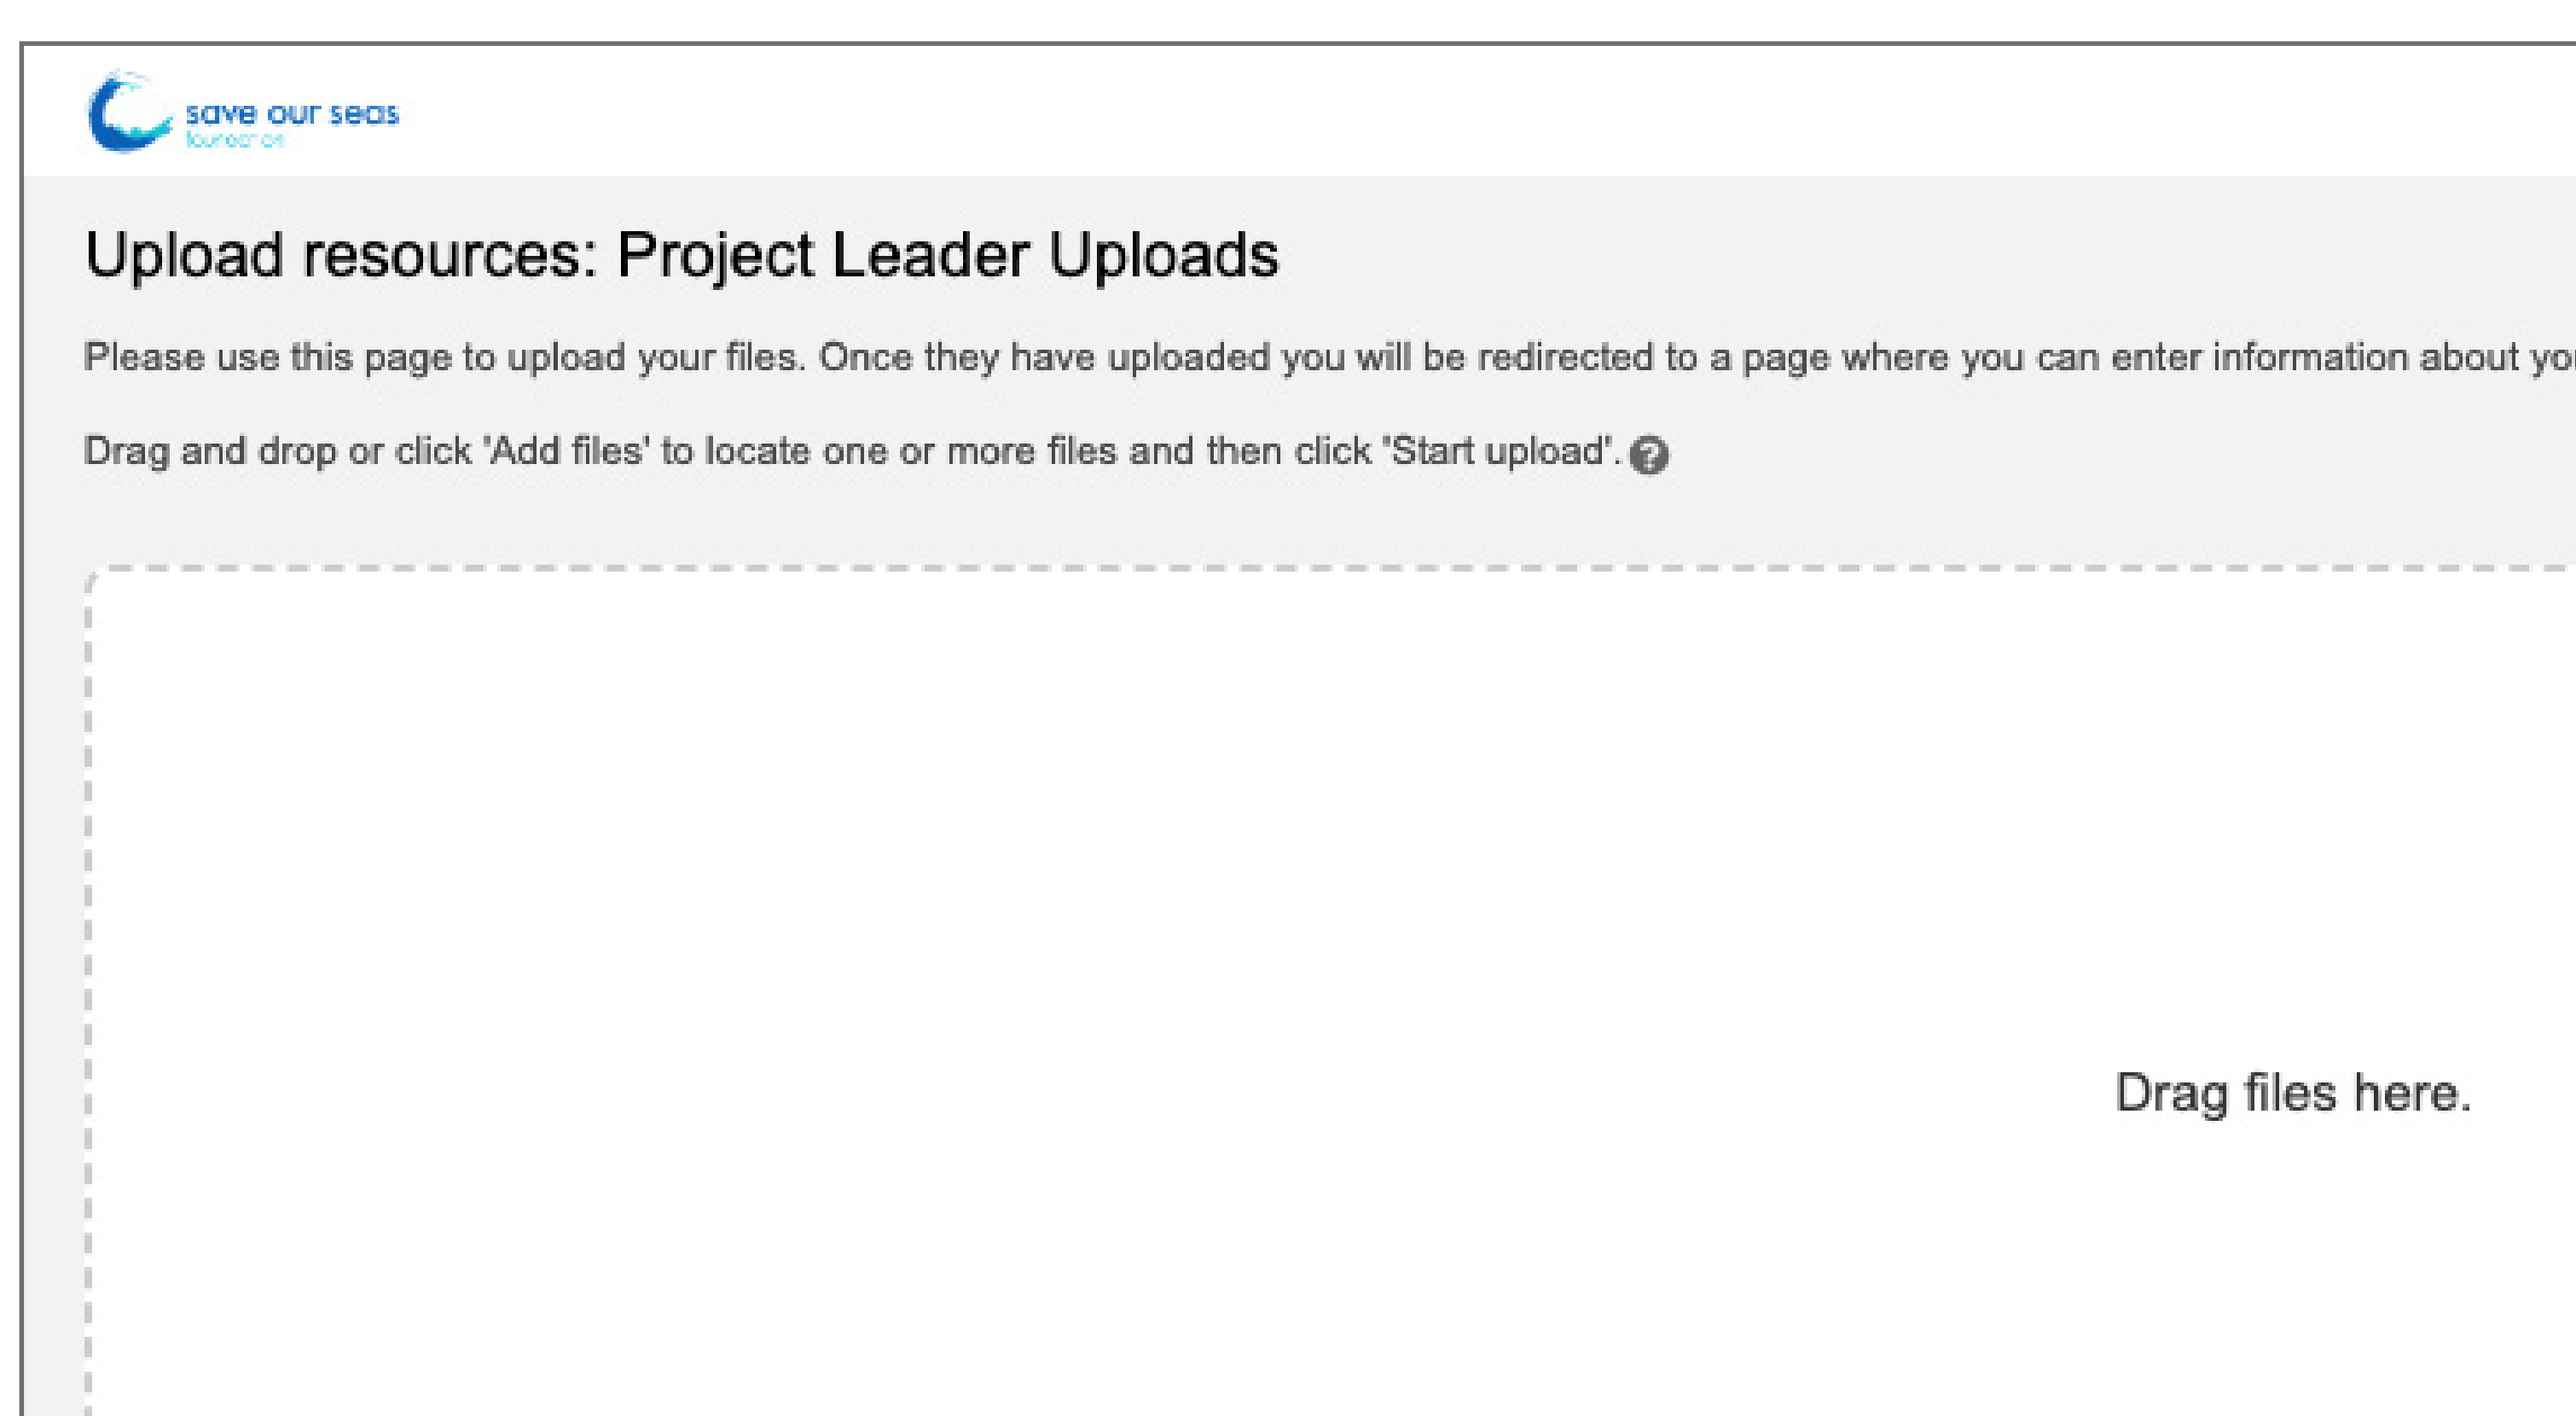 save our seas
foundation
Upload resources: Project Leader Uploads
Please use this page to upload your files. Once they have uploaded you will be redirected to a page where you can enter information about
Drag and drop or click 'Add files' to locate one or more files and then click 'Start upload'.
Drag files here.